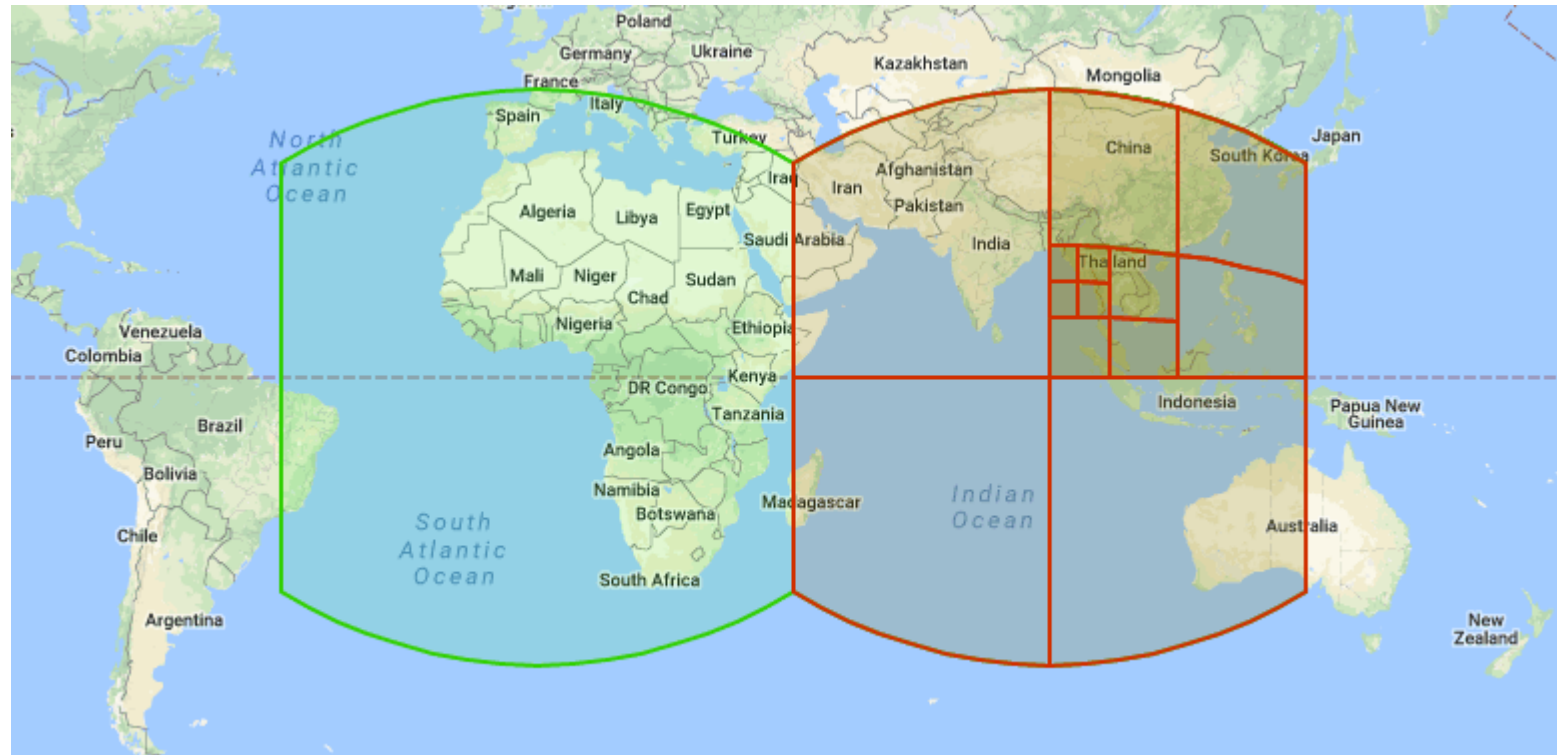 Poland
Germany
Ukraine
France
Kazakhstan
Mongolia
Italy
Spain
North
Atlantic
Ocean
Turkey
China
Japan
South Korea
Iraq
Iran
Afghanistan
Pakistan
Algeria
Libya
Egypt
Saudi Arabia
India
Thailand
Mali
Niger
Sudan
Chad
Nigeria
Ethiopia
Venezuela
Colombia
Kenya
DR Congo
Indonesia
Papua New
Guinea
Tanzania
Brazil
Peru
Angola
Bolivia
Namibia
Madagascar
Botswana
Indian
Ocean
Australia
Chile
South
Atlantic
Ocean
South Africa
Argentina
New
Zealand